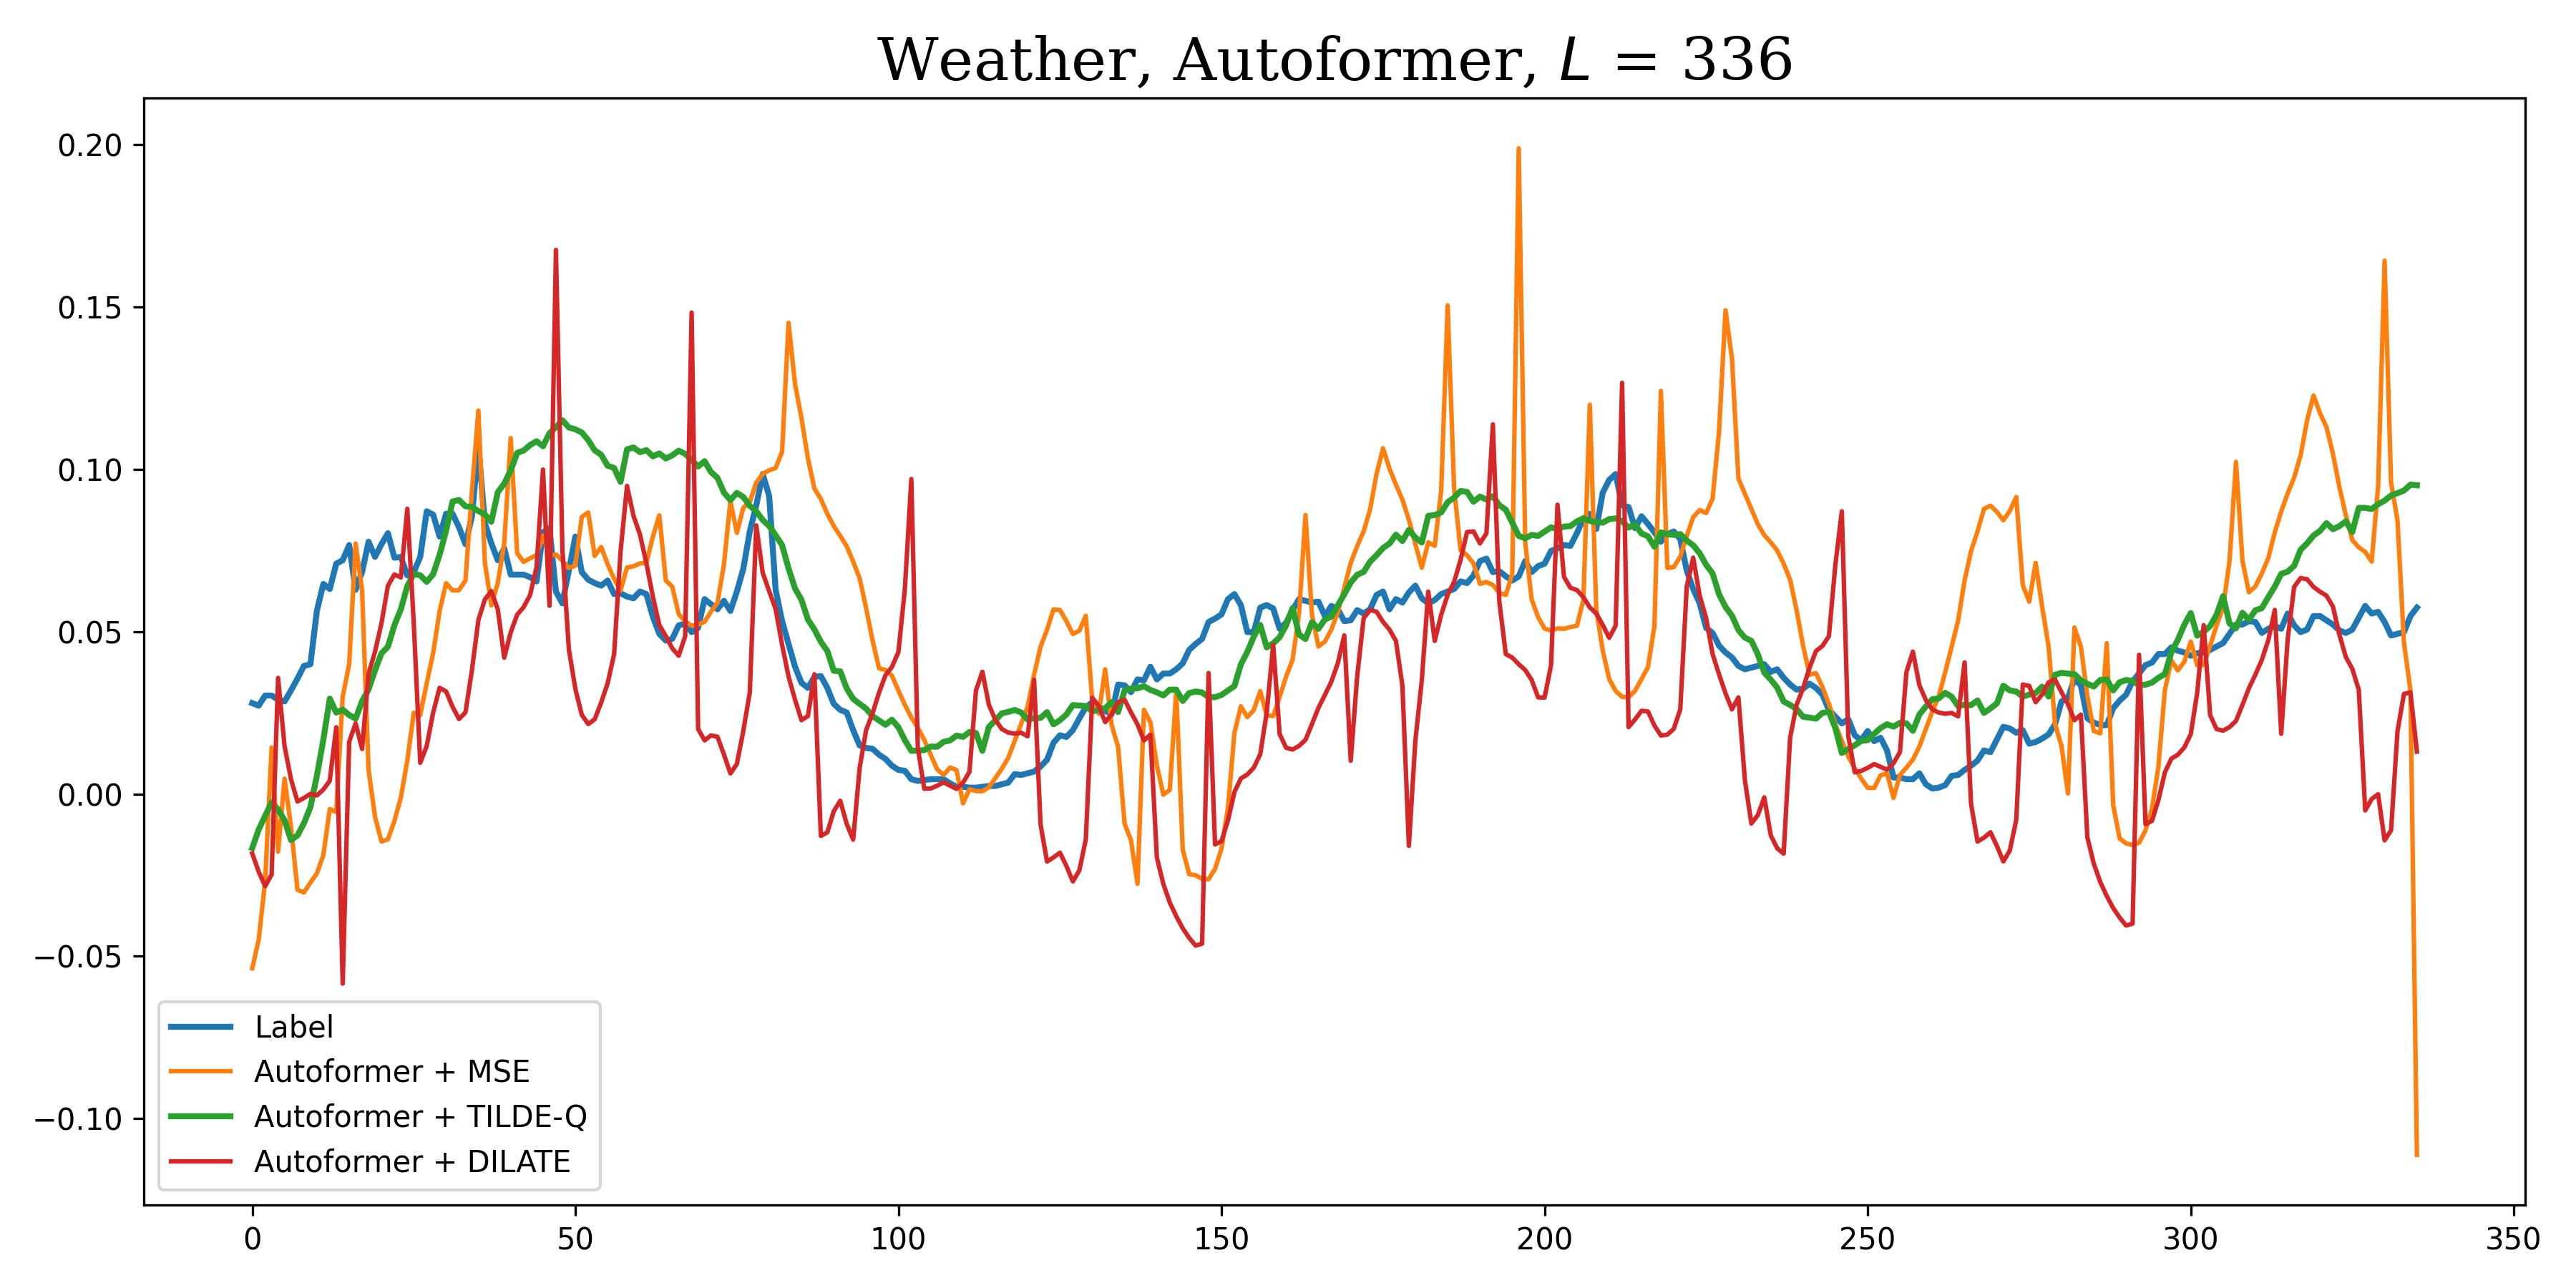 Weather, Autoformer, L = 336
0.20
0.15
0.10
0.05
0.00
−0.05
−0.10
Label
Autoformer + MSE
Autoformer + TILDE-Q
Autoformer + DILATE
0 50 100 150 200 250 300 350